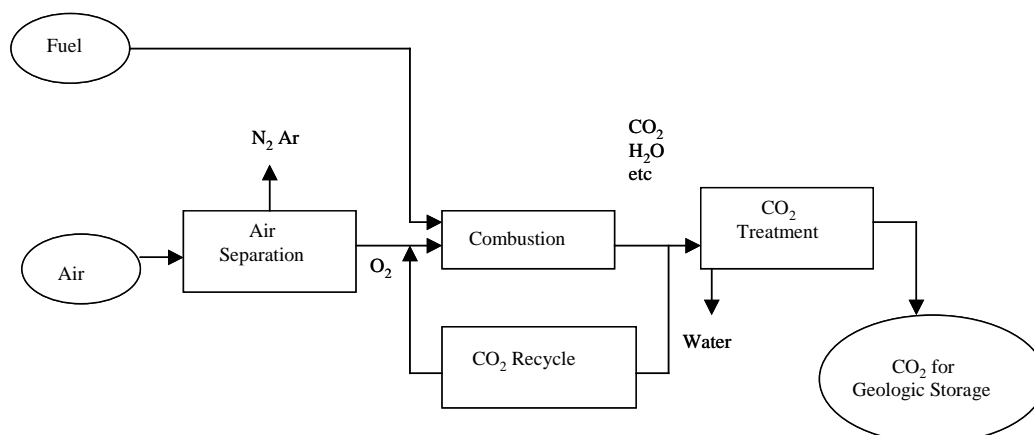 Fuel
N₂ Ar
CO₂
H₂O
etc
Air
Separation
Combustion
CO₂
Treatment
Air
O₂
CO₂ Recycle
Water
CO₂ for
Geologic Storage